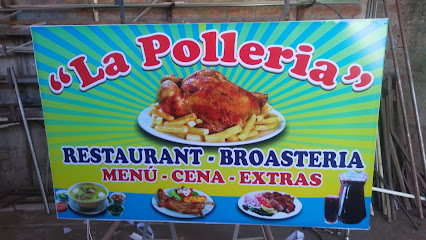 “La Polleria”
RESTAURANT - BROASTERIA
MENÚ - CENA - EXTRAS